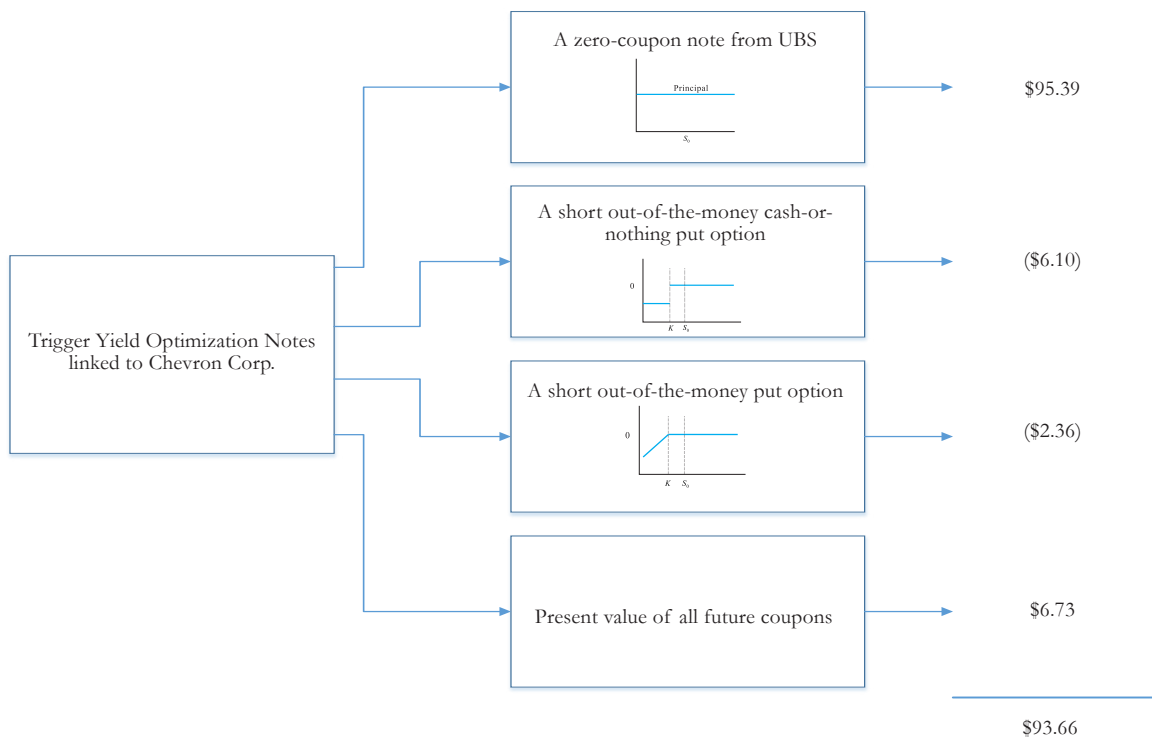 A zero-coupon note from UBS
Principal
S0
$95.39
A short out-of-the-money cash-or-
nothing put option
0
K S0
($6.10)
Trigger Yield Optimization Notes
linked to Chevron Corp.
A short out-of-the-money put option
0
K S0
($2.36)
Present value of all future coupons
$6.73
$93.66